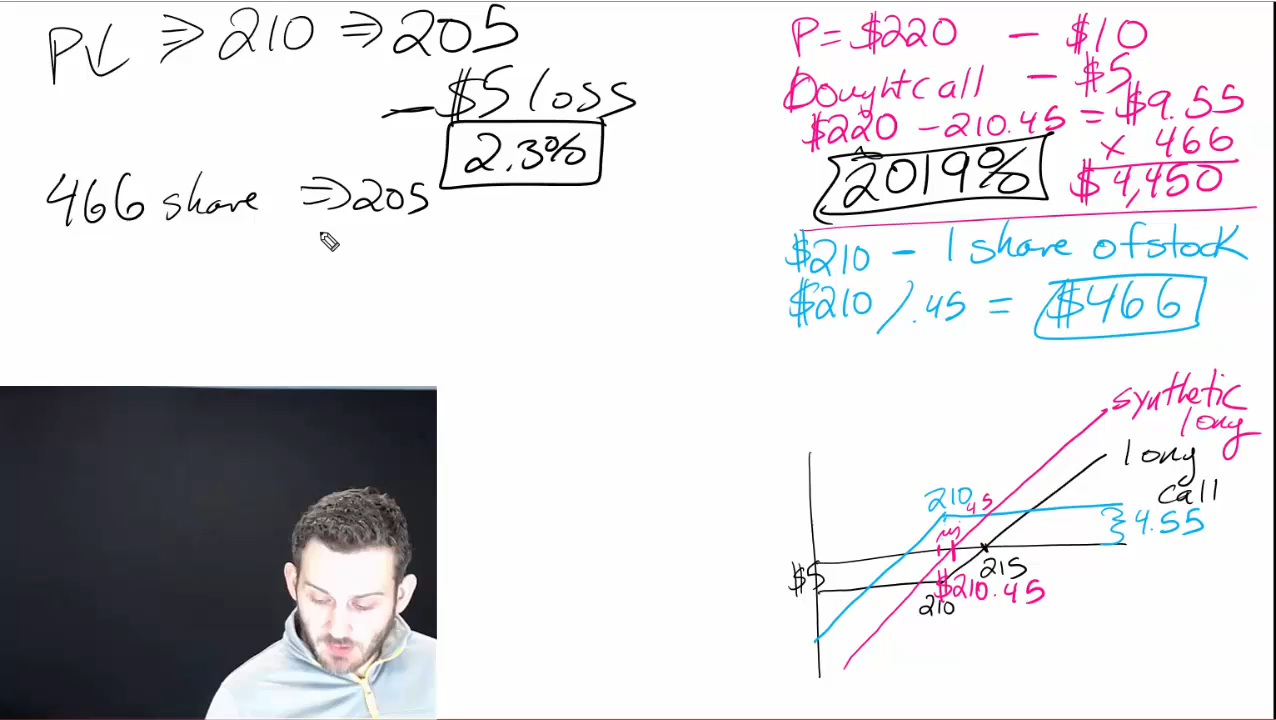 PL ⇒ 210 ⇒ 205
- $5 loss
2.3%
466 share ⇒ 205
P = $220 - $10
Bought call - $5
$220 - 210.45 = $9.55
x 466
2019% $4,450
$210 - 1 share of stock
$210 / .45 = $466
synthetic
long
long
call
210
45
4.55
$5
215
$210.45
210